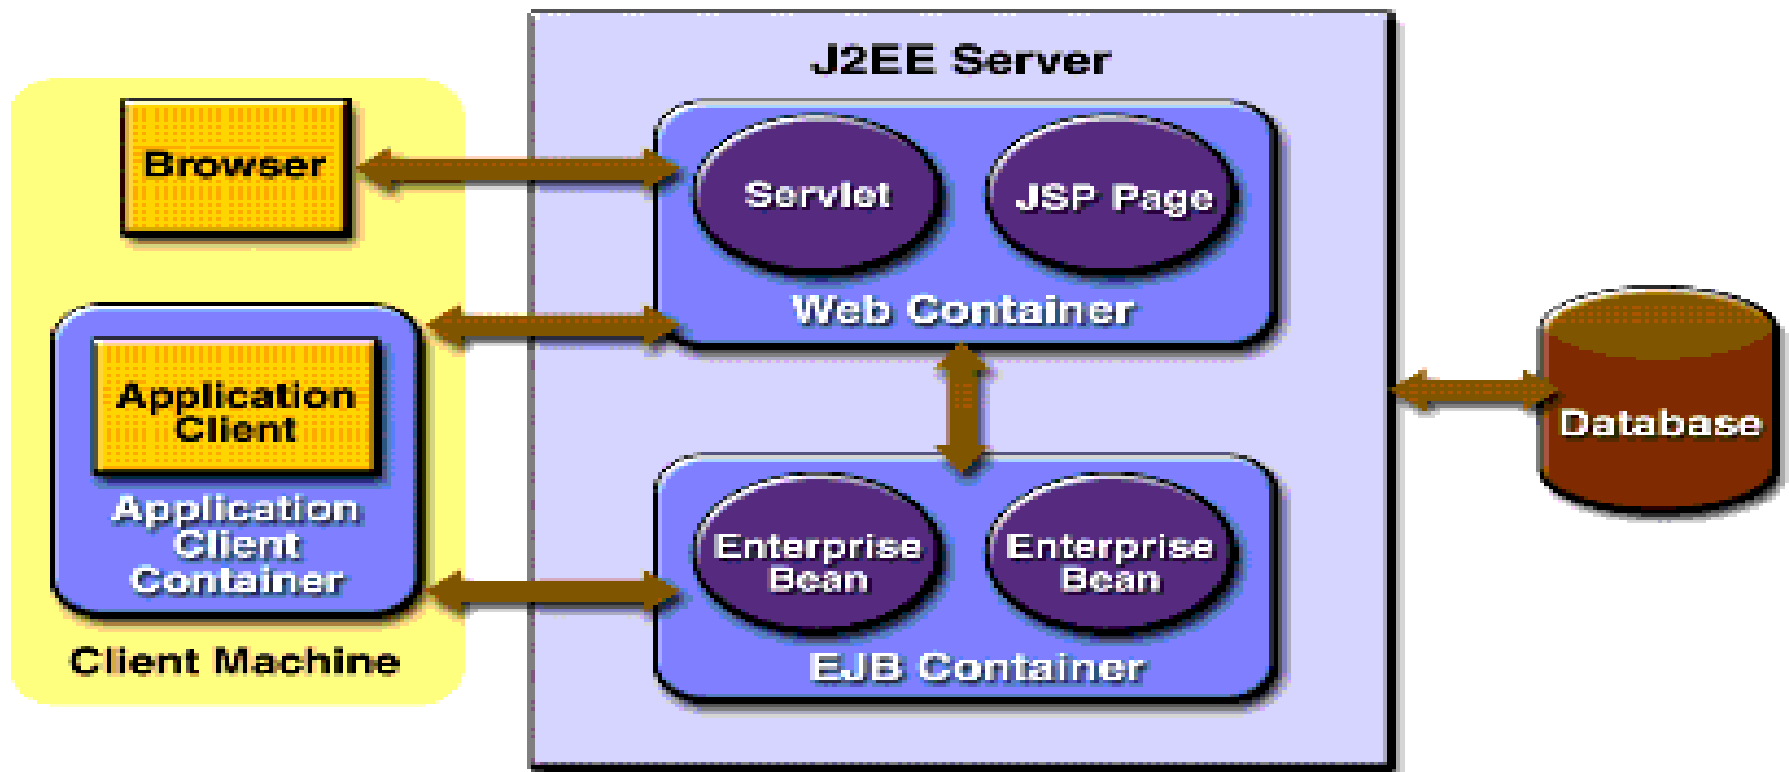 J2EE Server
Browser
Servlet
JSP Page
Web Container
Application
Client
Application
Client
Container
Client Machine
Enterprise
Bean
Enterprise
Bean
EJB Container
Database